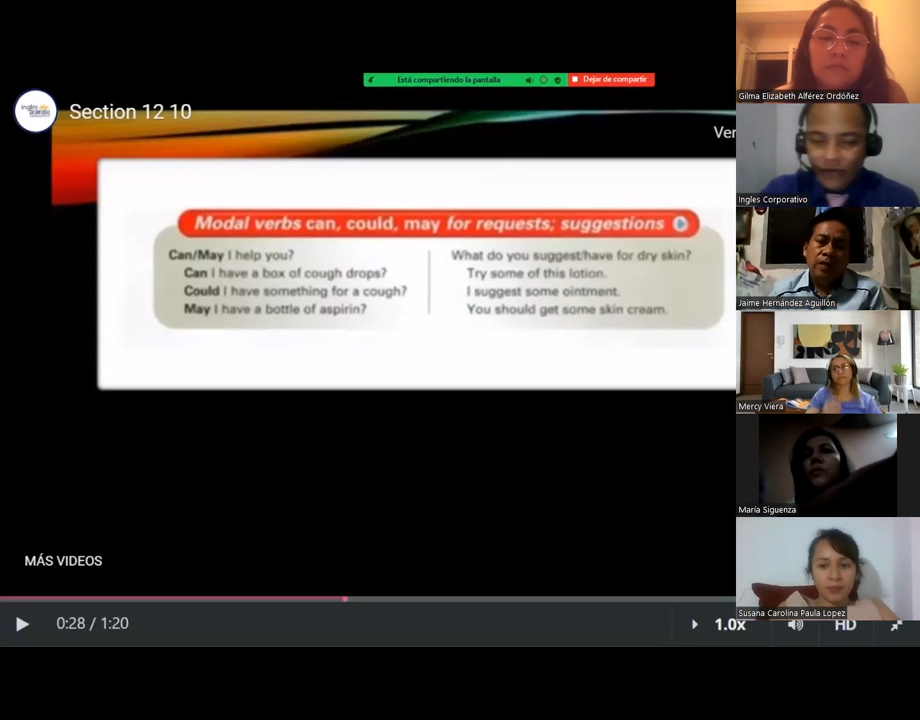 Está compartiendo la pantalla
Dejar de compartir
Section 12 10
Ver
Modal verbs can, could, may for requests; suggestions
Can/May I help you?
Can I have a box of cough drops?
Could I have something for a cough?
May I have a bottle of aspirin?
What do you suggest/have for dry skin?
Try some of this lotion.
I suggest some ointment.
You should get some skin cream.
MÁS VIDEOS
0:28 / 1:20
1.0x
HD
Gilma Elizabeth Alférez Ordóñez
Ingles Corporativo
Jaime Hernández Aguillón
Mercy Viera
María Siguenza
Susana Carolina Paula Lopez